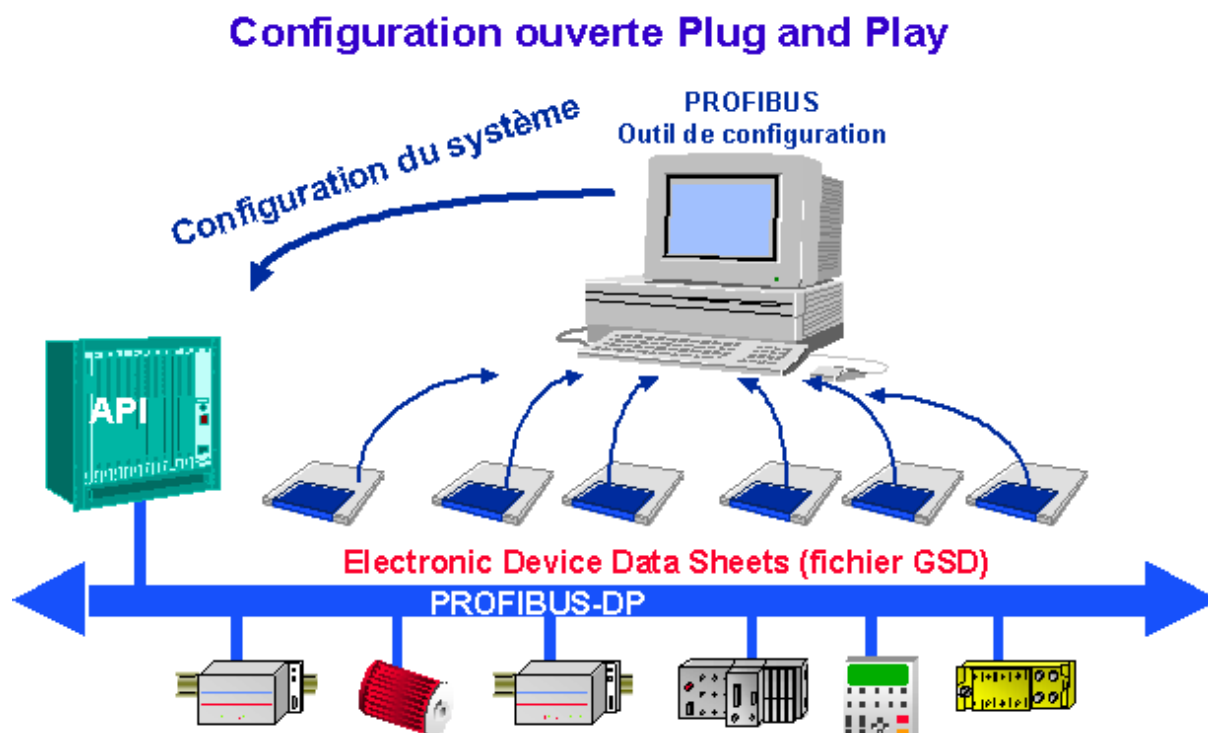 Configuration ouverte Plug and Play
PROFIBUS
Outil de configuration
Configuration du système
API
Electronic Device Data Sheets (fichier GSD)
PROFIBUS-DP